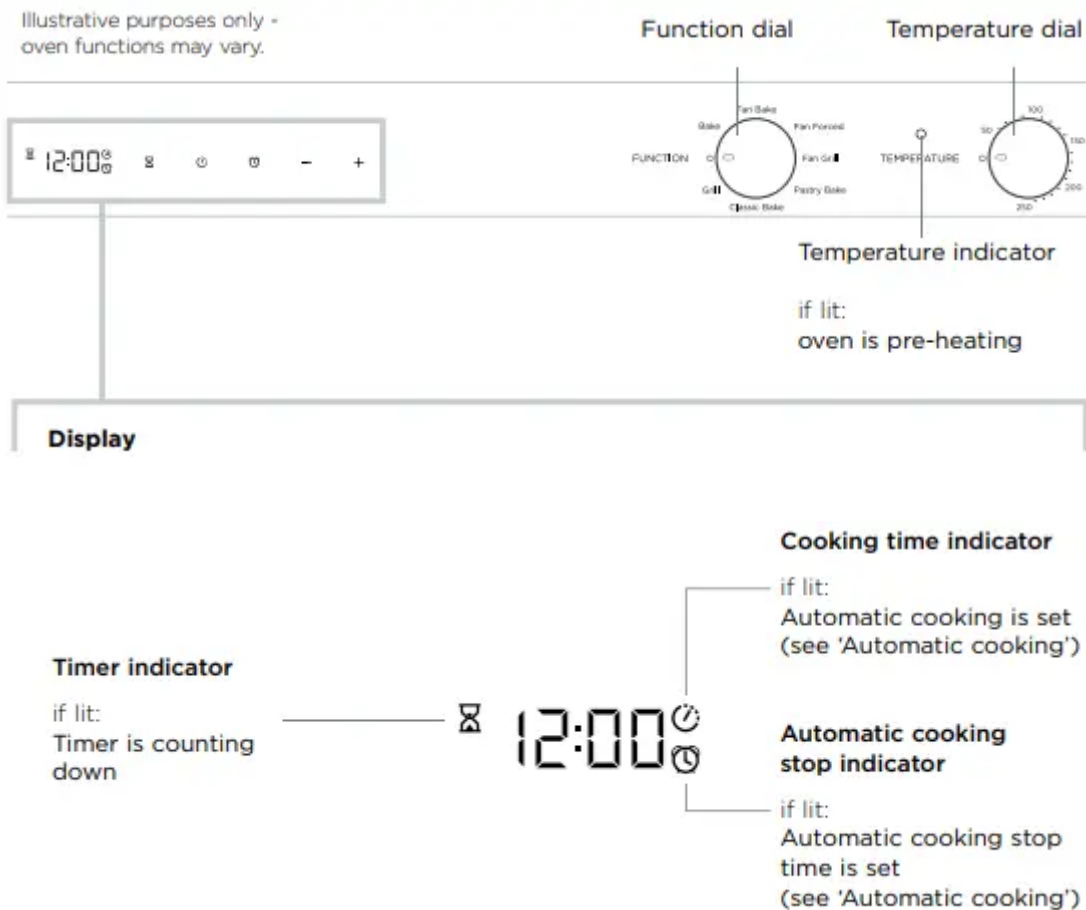 Illustrative purposes only -
oven functions may vary.
Function dial
Temperature dial
12:00
- +
FUNCTION
Bake
Fan Bake
Fan Forced
Fan Grill
Pastry Bake
Classic Bake
Grill
TEMPERATURE
50
100
150
200
250
Temperature indicator
if lit:
oven is pre-heating
Display
Cooking time indicator
if lit:
Automatic cooking is set
(see 'Automatic cooking')
Timer indicator
if lit:
Timer is counting
down
12:00
Automatic cooking
stop indicator
if lit:
Automatic cooking stop
time is set
(see 'Automatic cooking')